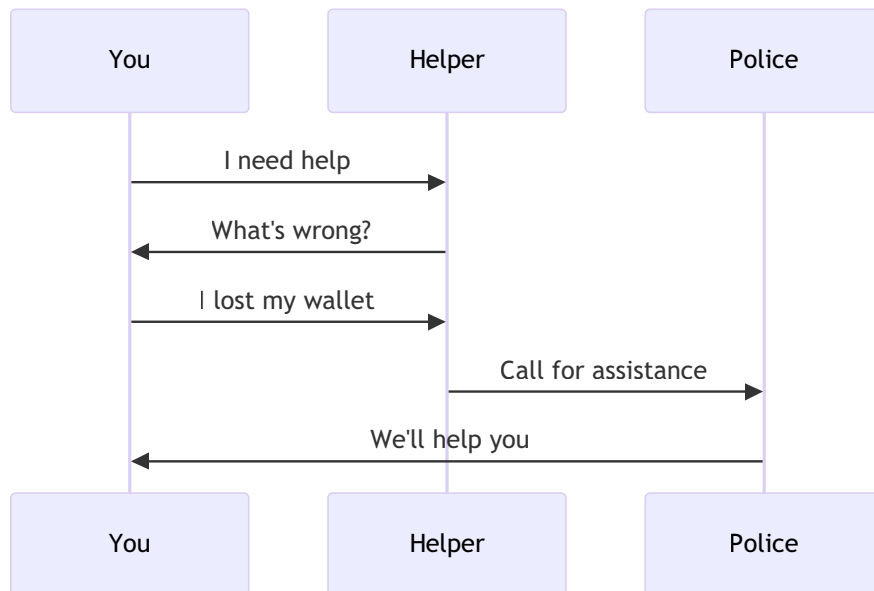 You Helper Police
I need help
What's wrong?
I lost my wallet
Call for assistance
We'll help you
You Helper Police